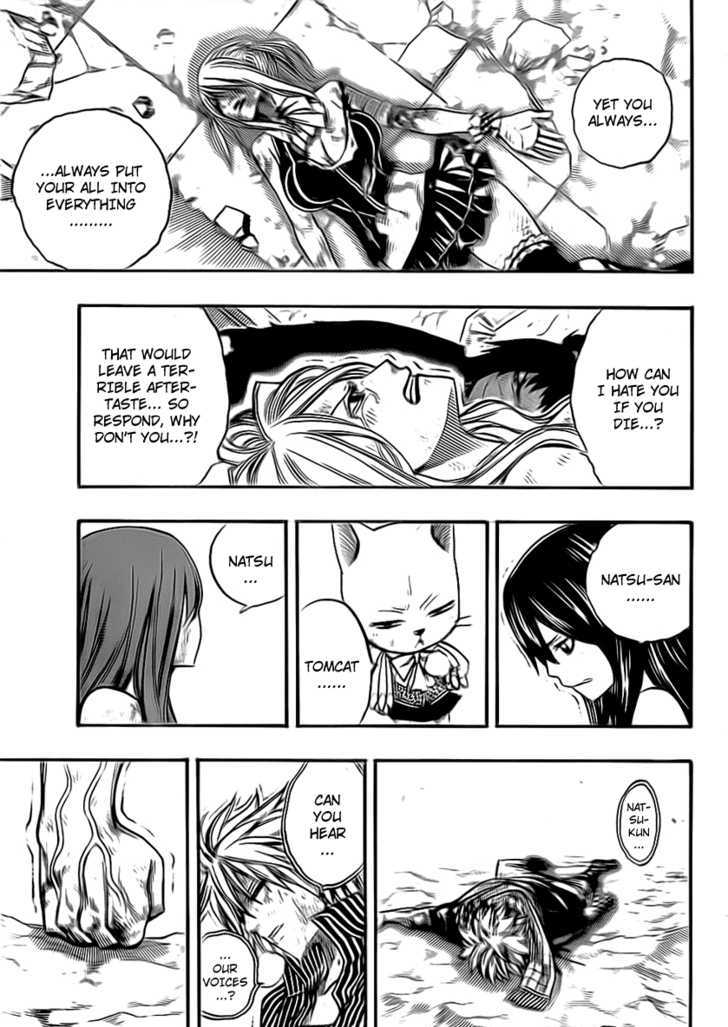 YET YOU
ALWAYS...
...ALWAYS PUT
YOUR ALL INTO
EVERYTHING
.........
HOW CAN
I HATE YOU
IF YOU
DIE...?
THAT WOULD
LEAVE A TER-
RIBLE AFTER-
TASTE... SO
RESPOND, WHY
DON'T YOU...?!
NATSU-SAN
......
TOMCAT
......
NATSU
...
NAT-
SU-
KUN
...
CAN
YOU
HEAR
...
...
OUR
VOICES
...?